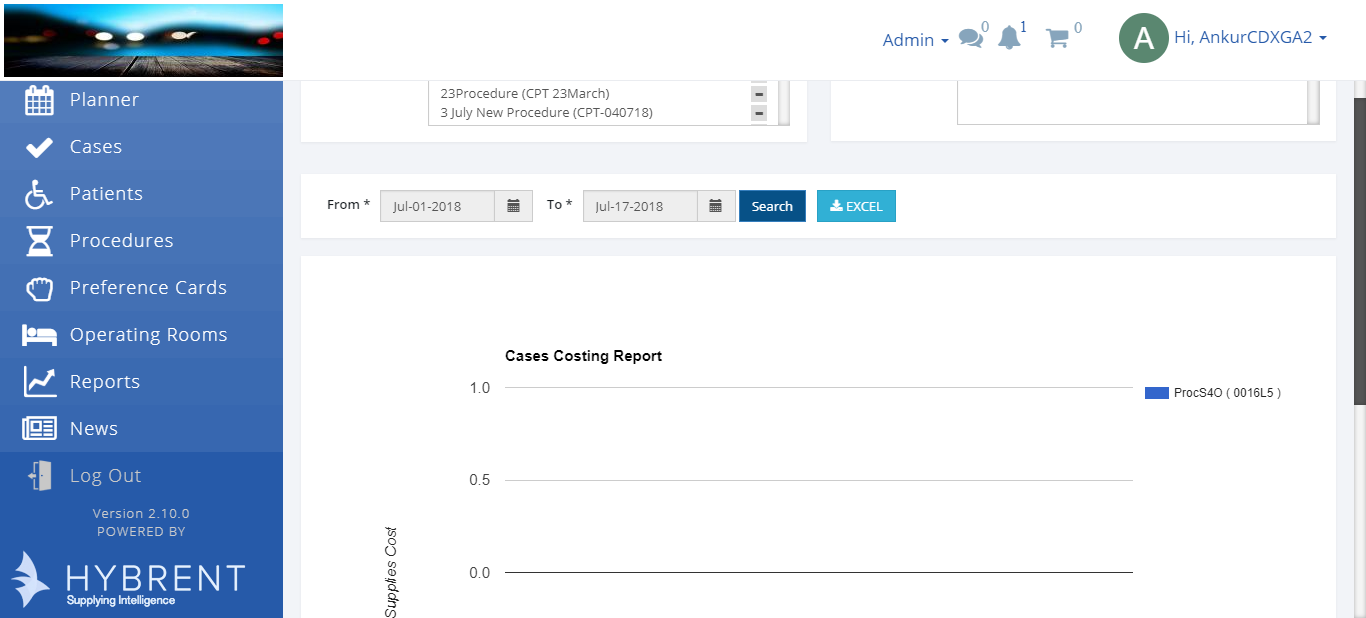 Admin
0
1
0
A
Hi, AnkurCDXGA2
Planner
Cases
Patients
Procedures
Preference Cards
Operating Rooms
Reports
News
Log Out
Version 2.10.0
POWERED BY
HYBRENT
Supplying Intelligence
23Procedure (CPT 23March)
3 July New Procedure (CPT-040718)
From * Jul-01-2018 To * Jul-17-2018 Search EXCEL
Cases Costing Report
1.0
0.5
0.0
Supplies Cost
ProcS4O ( 0016L5 )